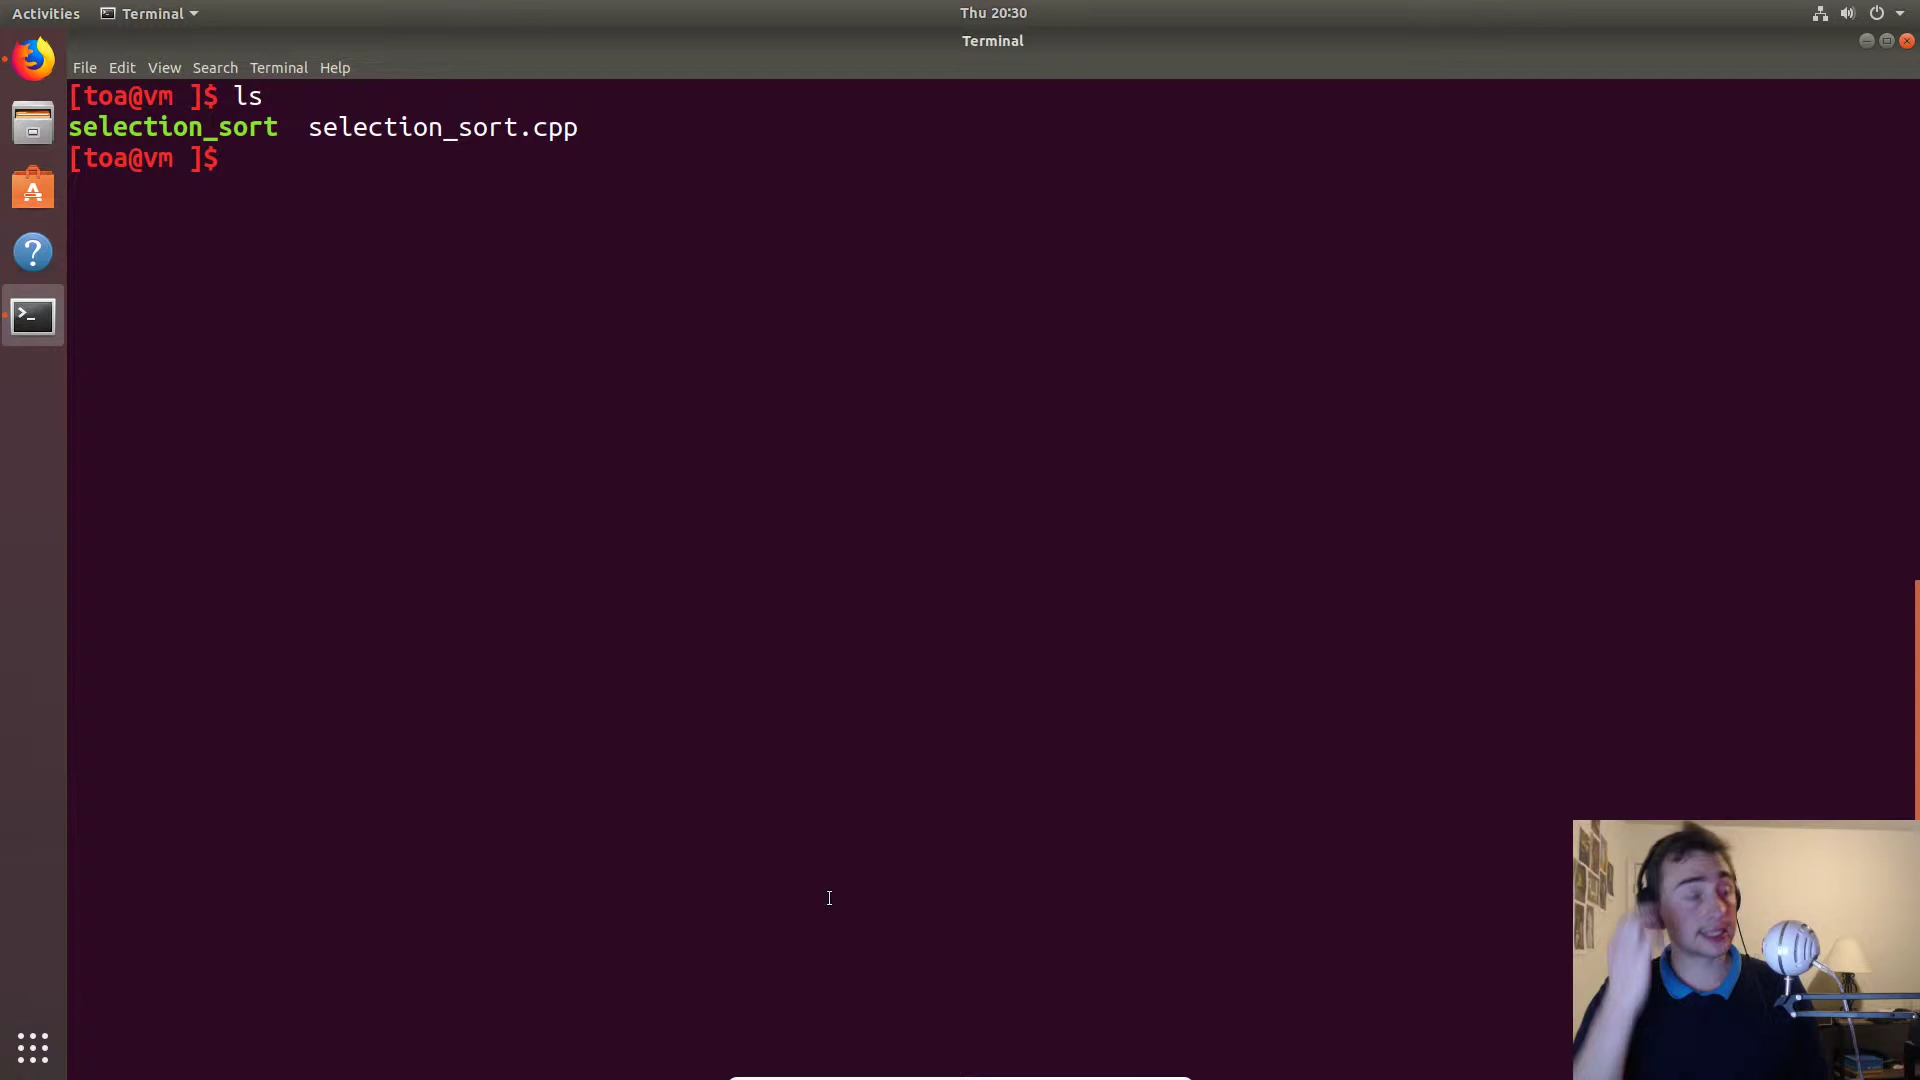 Activities Terminal Thu 20:30
Terminal
File Edit View Search Terminal Help
[toa@vm ]$ ls
selection_sort selection_sort.cpp
[toa@vm ]$